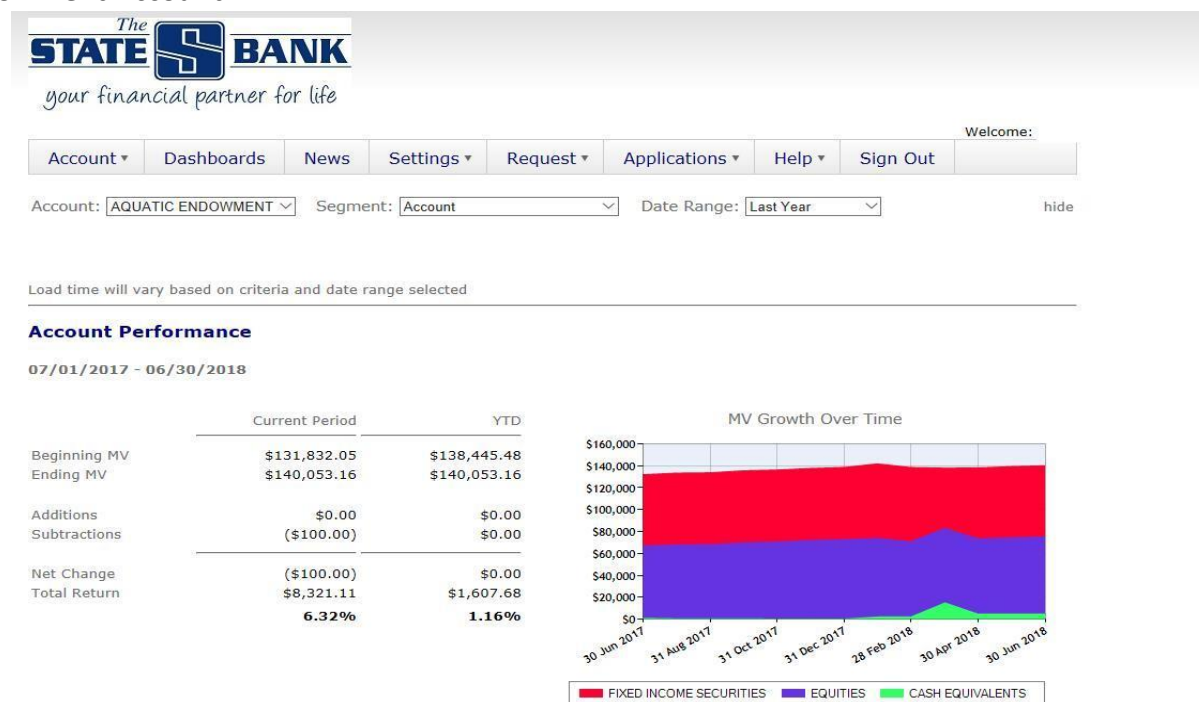 The
STATE BANK
your financial partner for life
Welcome:
Account Dashboards News Settings Request Applications Help Sign Out
Account: AQUATIC ENDOWMENT Segment: Account Date Range: Last Year hide
Load time will vary based on criteria and date range selected
Account Performance
07/01/2017 - 06/30/2018
Current Period YTD
Beginning MV $131,832.05 $138,445.48
Ending MV $140,053.16 $140,053.16
Additions $0.00 $0.00
Subtractions ($100.00) $0.00
Net Change ($100.00) $0.00
Total Return $8,321.11 $1,607.68
6.32% 1.16%
MV Growth Over Time
$160,000
$140,000
$120,000
$100,000
$80,000
$60,000
$40,000
$20,000
$0
30 Jun 2017 31 Aug 2017 31 Oct 2017 31 Dec 2017 28 Feb 2018 30 Apr 2018 30 Jun 2018
FIXED INCOME SECURITIES EQUITIES CASH EQUIVALENTS